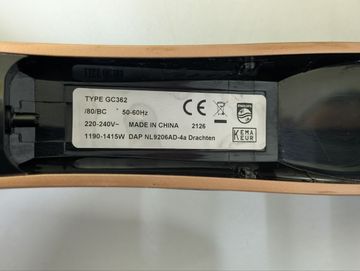 TYPE GC362
/80/BC 50-60Hz
220-240V~ MADE IN CHINA 2126
1190-1415W DAP NL9206AD-4a Drachten
CE
PHILIPS
KEMA
KEUR